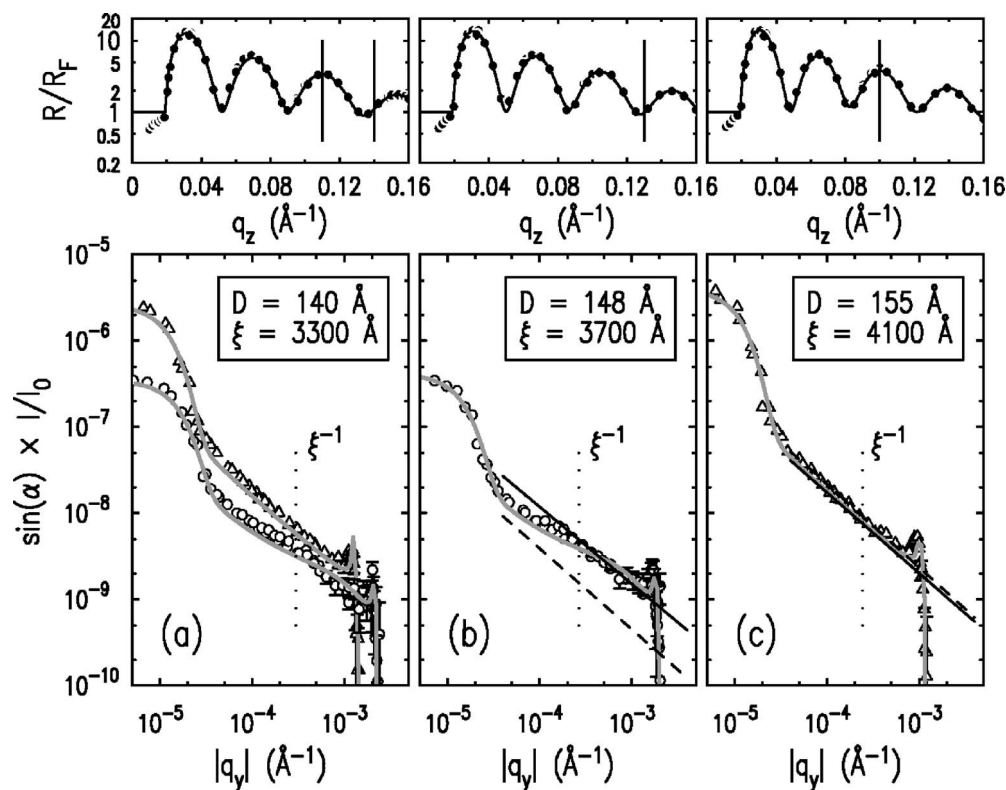 20
10
5
2
1
0.5
0.2
R/R_F
0 0.04 0.08 0.12 0.16 0.04 0.08 0.12 0.16 0.04 0.08 0.12 0.16
q_z (Å⁻¹) q_z (Å⁻¹) q_z (Å⁻¹)
10⁻⁵
10⁻⁶
10⁻⁷
10⁻⁸
10⁻⁹
10⁻¹⁰
sin(α) × I/I₀
D = 140 Å
ξ = 3300 Å
ξ⁻¹
(a)
D = 148 Å
ξ = 3700 Å
ξ⁻¹
(b)
D = 155 Å
ξ = 4100 Å
ξ⁻¹
(c)
10⁻⁵ 10⁻⁴ 10⁻³ 10⁻⁵ 10⁻⁴ 10⁻³ 10⁻⁵ 10⁻⁴ 10⁻³
|q_y| (Å⁻¹) |q_y| (Å⁻¹) |q_y| (Å⁻¹)